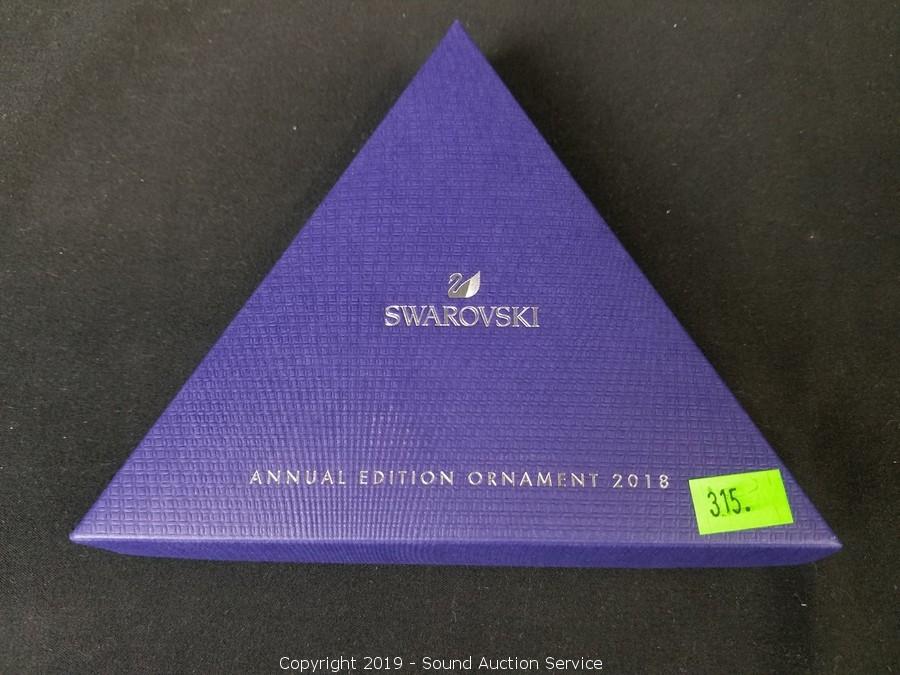 SWAROVSKI
ANNUAL EDITION ORNAMENT 2018
315.
Copyright 2019 - Sound Auction Service